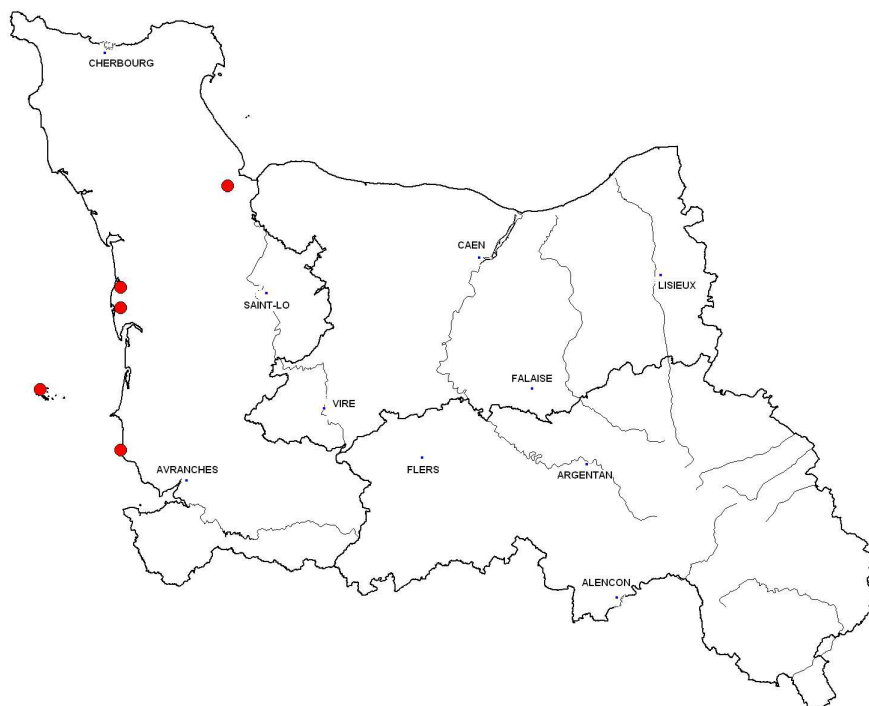 CHERBOURG
CAEN
LISIEUX
SAINT-LO
FALAISE
VIRE
FLERS
AVRANCHES
ARGENTAN
ALENCON